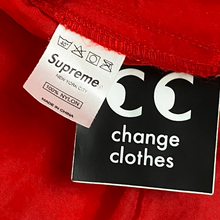 Supreme
NEW YORK CITY
100% NYLON
MADE IN CHINA
CC
change
clothes